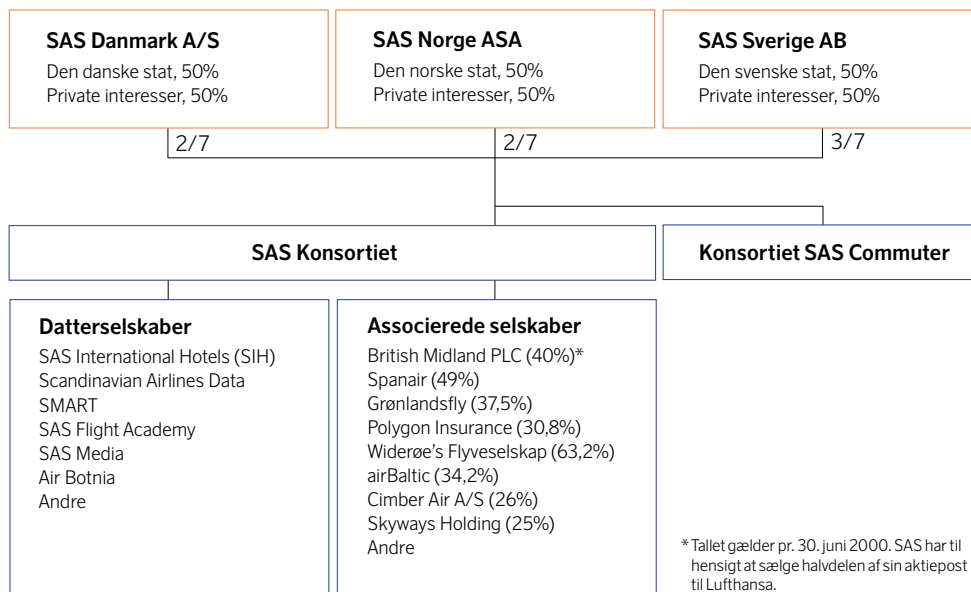 SAS Danmark A/S
Den danske stat, 50%
Private interesser, 50%
SAS Norge ASA
Den norske stat, 50%
Private interesser, 50%
SAS Sverige AB
Den svenske stat, 50%
Private interesser, 50%
2/7
2/7
3/7
SAS Konsortiet
Konsortiet SAS Commuter
Datterselskaber
SAS International Hotels (SIH)
Scandinavian Airlines Data
SMART
SAS Flight Academy
SAS Media
Air Botnia
Andre
Associerede selskaber
British Midland PLC (40%)*
Spanair (49%)
Grønlandsfly (37,5%)
Polygon Insurance (30,8%)
Widerøe's Flyveselskap (63,2%)
airBaltic (34,2%)
Cimber Air A/S (26%)
Skyways Holding (25%)
Andre
* Tallet gælder pr. 30. juni 2000. SAS har til
hensigt at sælge halvdelen af sin aktiepost
til Lufthansa.